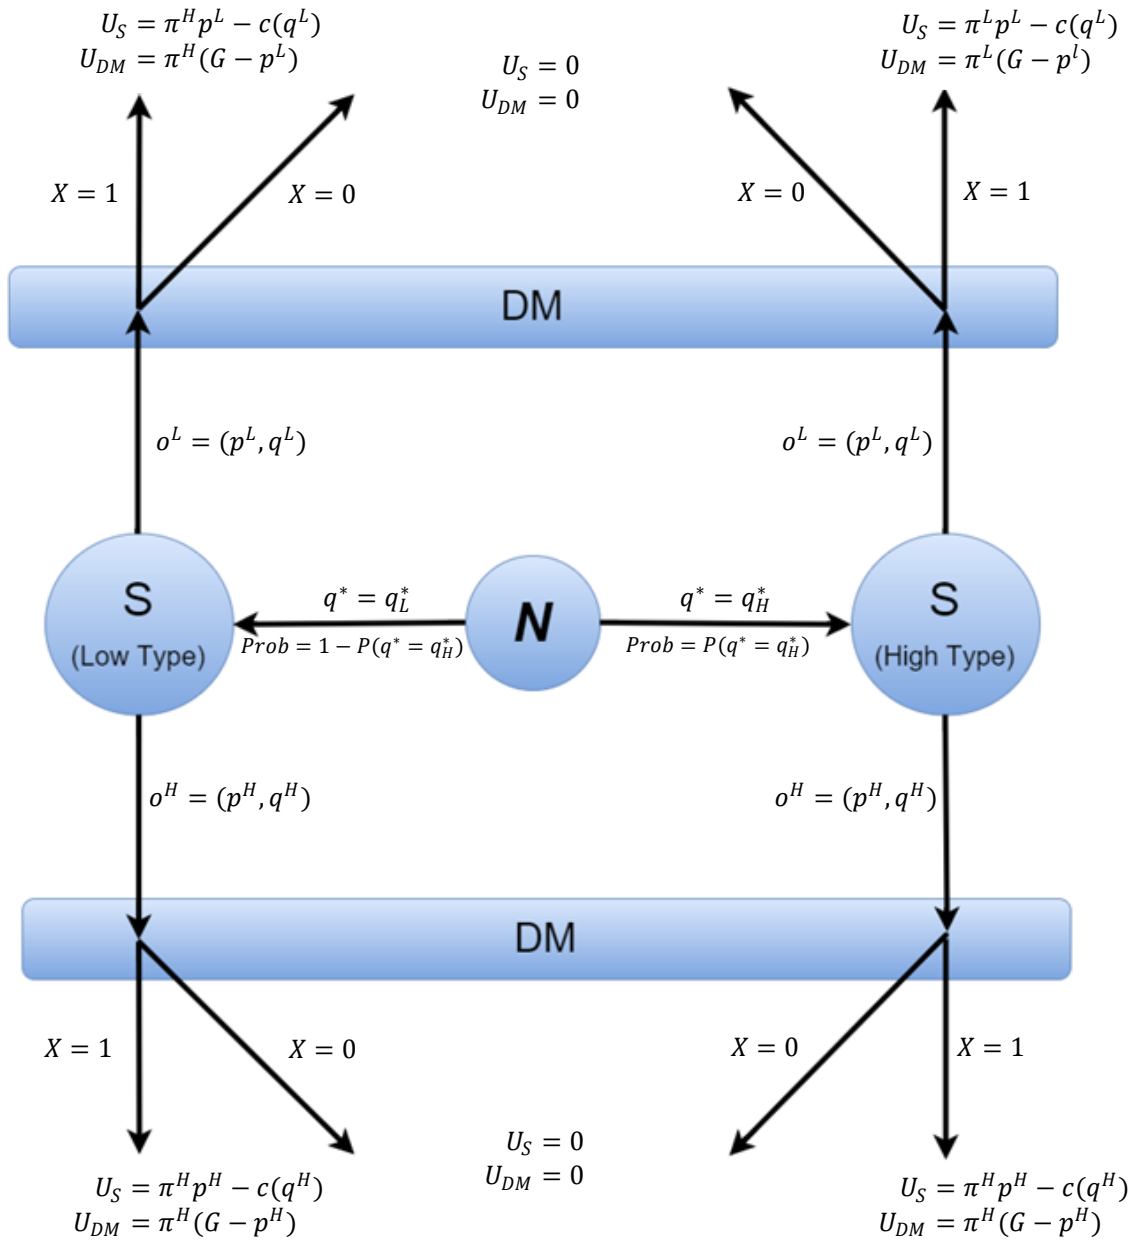 U_S = π^H p^L − c(q^L)
U_DM = π^H(G − p^L)
U_S = 0
U_DM = 0
U_S = π^L p^L − c(q^L)
U_DM = π^L(G − p^l)
X = 1
X = 0
X = 0
X = 1
DM
o^L = (p^L, q^L)
o^L = (p^L, q^L)
S
(Low Type)
q* = q*_L
Prob = 1 − P(q* = q*_H)
N
q* = q*_H
Prob = P(q* = q*_H)
S
(High Type)
o^H = (p^H, q^H)
o^H = (p^H, q^H)
DM
X = 1
X = 0
X = 0
X = 1
U_S = π^H p^H − c(q^H)
U_DM = π^H(G − p^H)
U_S = 0
U_DM = 0
U_S = π^H p^H − c(q^H)
U_DM = π^H(G − p^H)